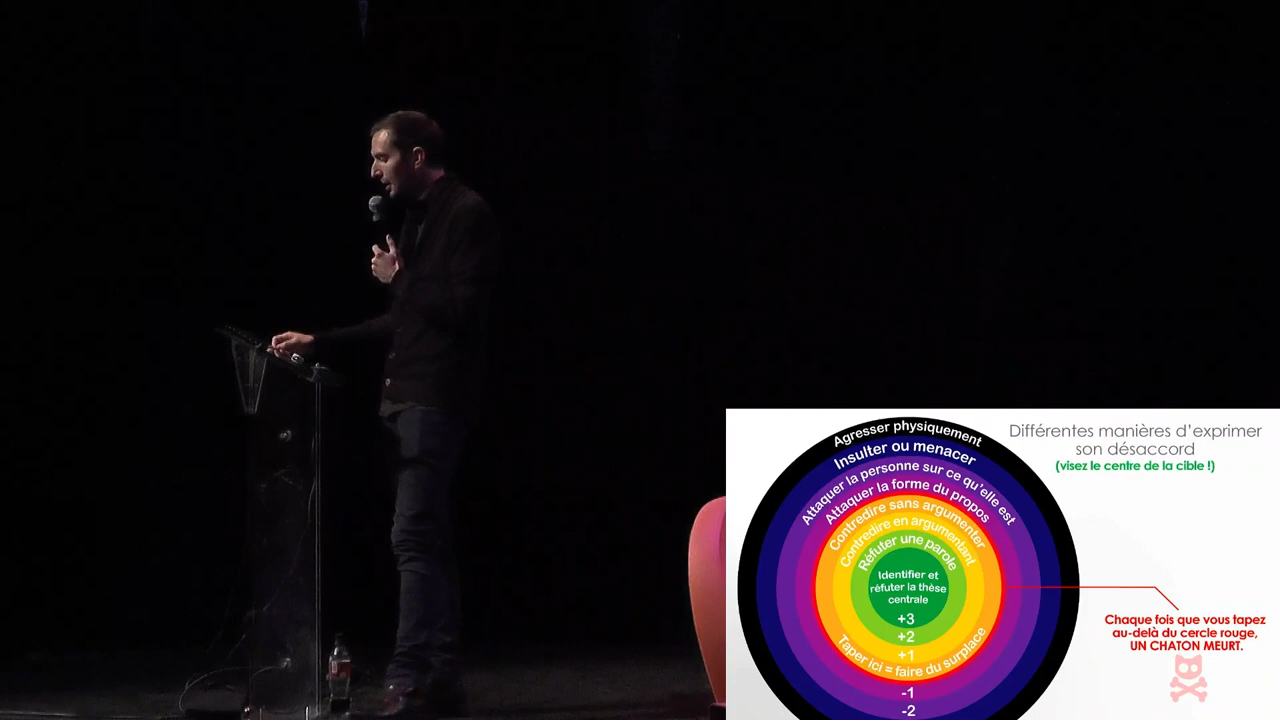 Différentes manières d'exprimer
son désaccord
(visez le centre de la cible !)
Agresser physiquement
Insulter ou menacer
Attaquer la personne sur ce qu'elle est
Attaquer la forme du propos
Contredire sans argumenter
Contredire en argumentant
Réfuter une parole
Identifier et
réfuter la thèse
centrale
+3
+2
+1
Taper ici = faire du surplace
-1
-2
Chaque fois que vous tapez
au-delà du cercle rouge,
UN CHATON MEURT.